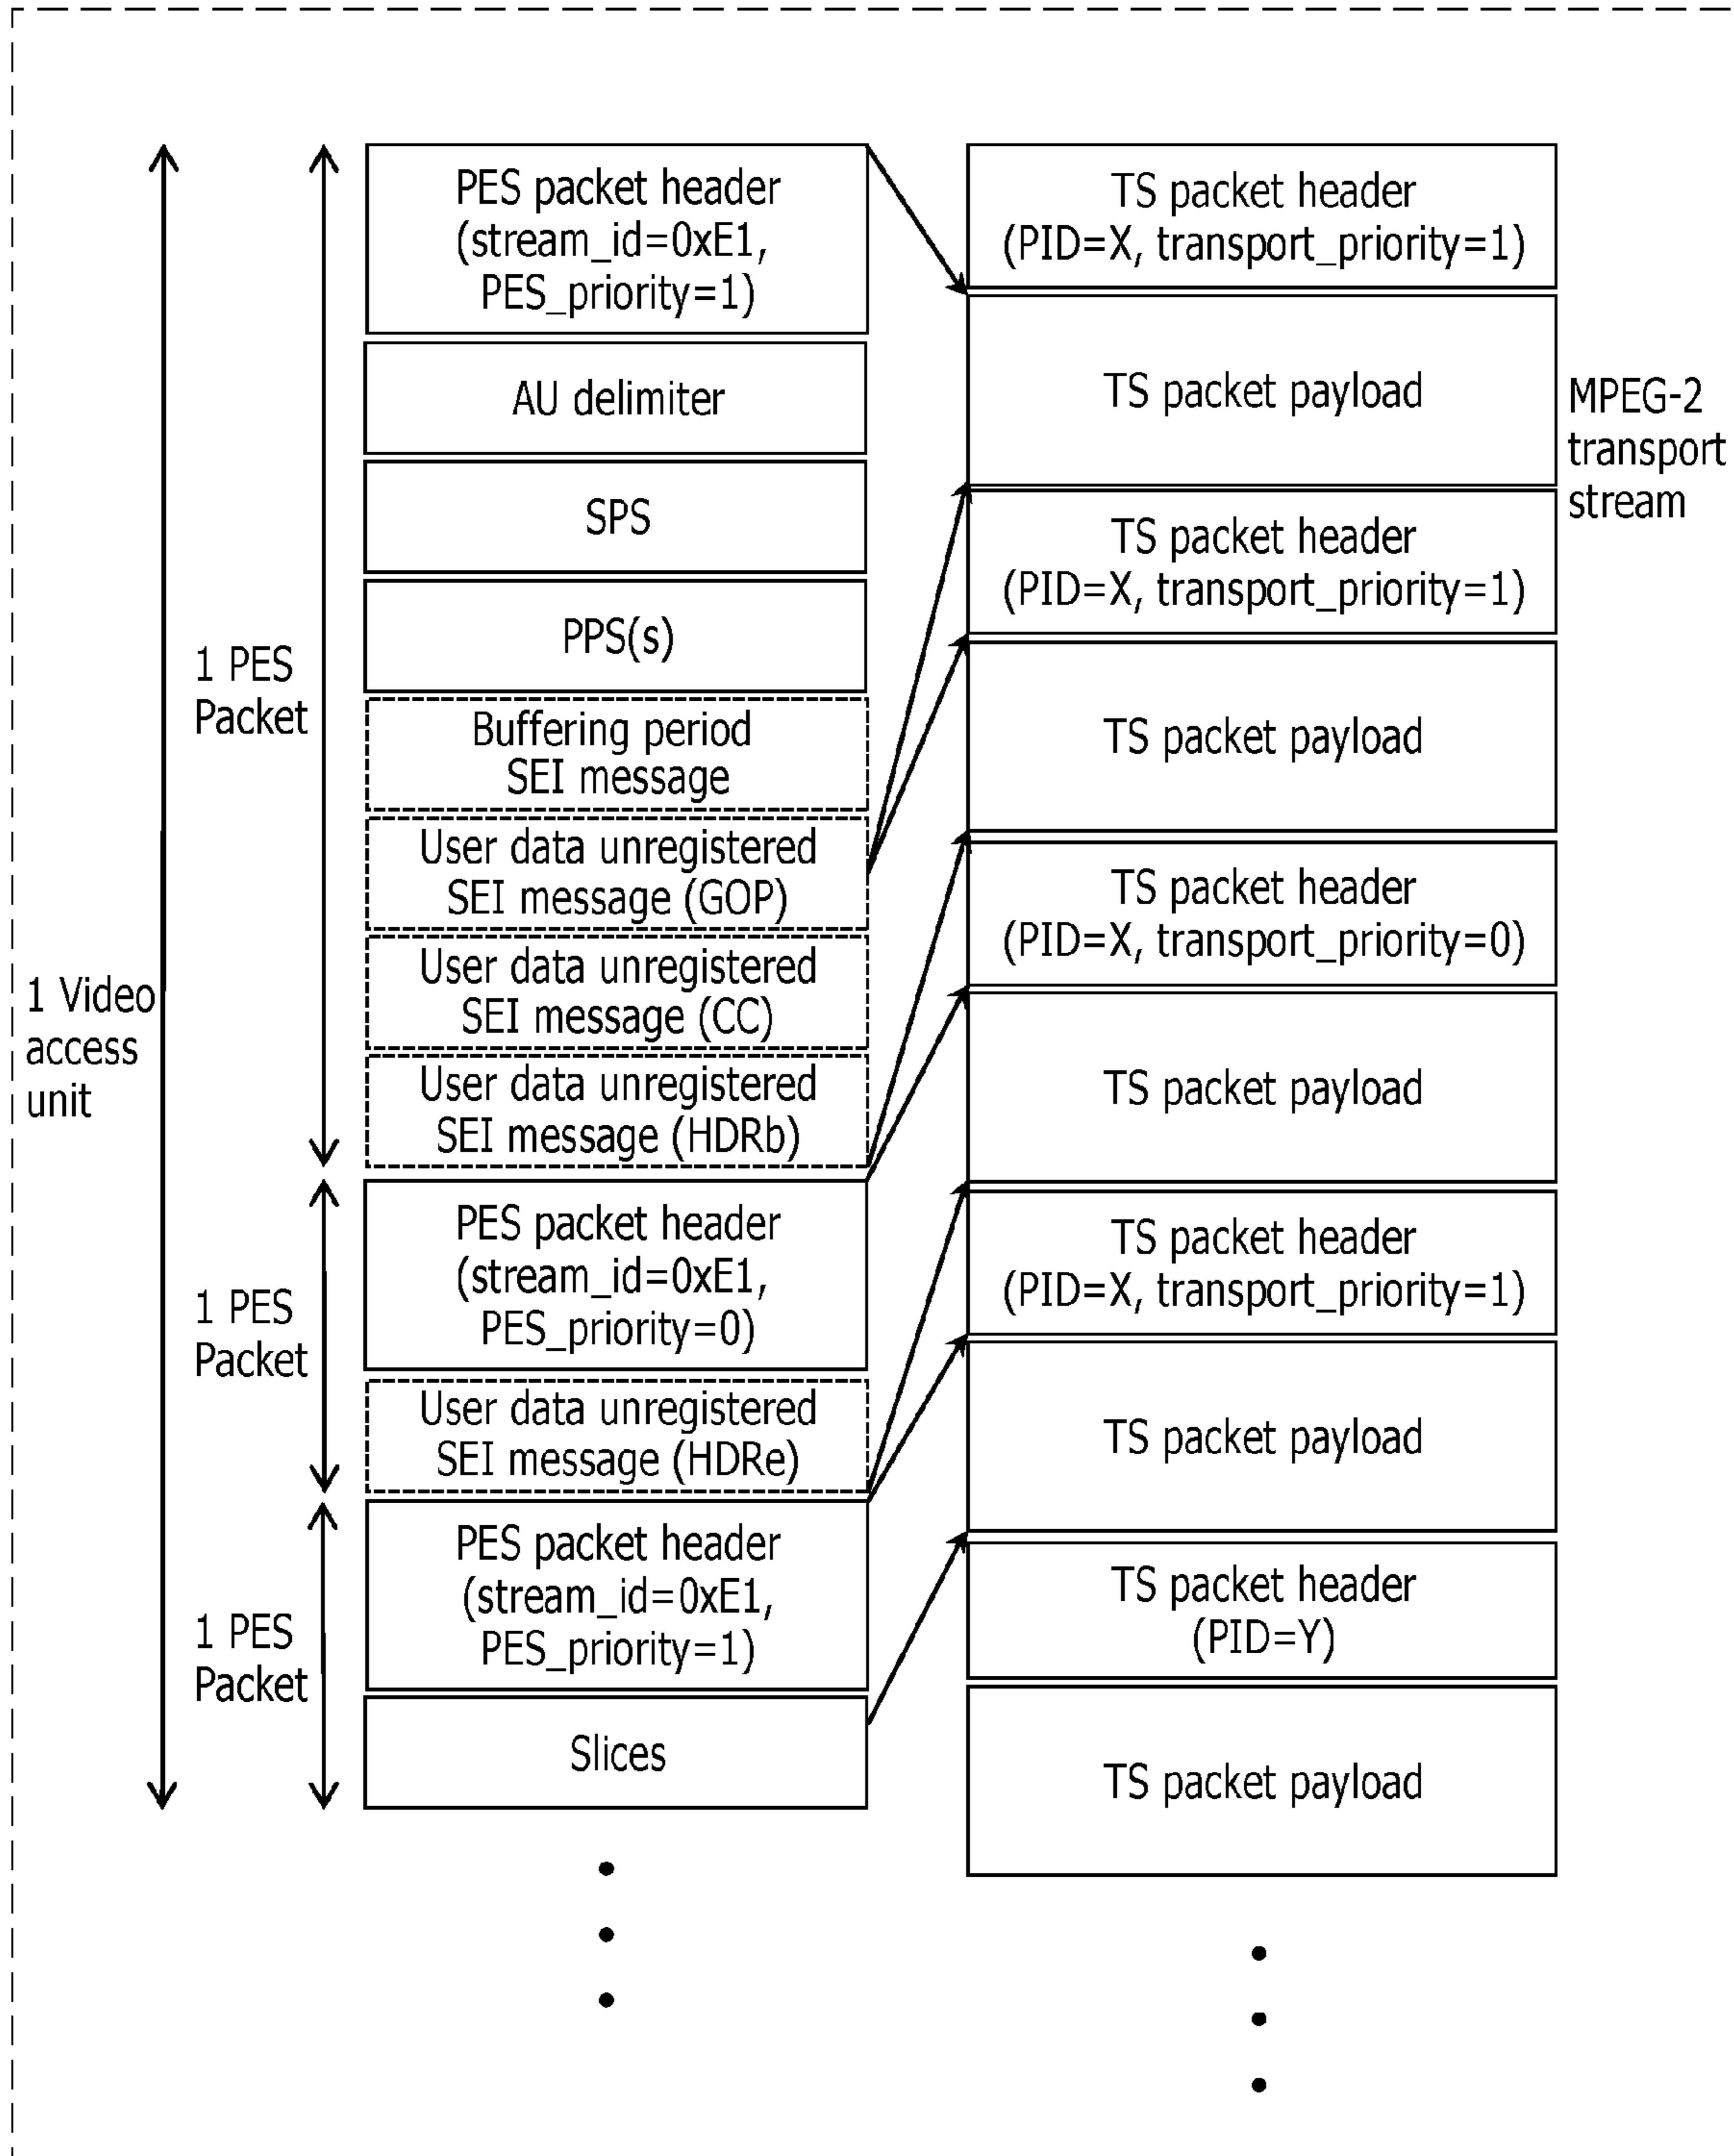 1 Video
access
unit
1 PES
Packet
1 PES
Packet
1 PES
Packet
PES packet header
(stream_id=0xE1,
PES_priority=1)
AU delimiter
SPS
PPS(s)
Buffering period
SEI message
User data unregistered
SEI message (GOP)
User data unregistered
SEI message (CC)
User data unregistered
SEI message (HDRb)
PES packet header
(stream_id=0xE1,
PES_priority=0)
User data unregistered
SEI message (HDRe)
PES packet header
(stream_id=0xE1,
PES_priority=1)
Slices
TS packet header
(PID=X, transport_priority=1)
TS packet payload
TS packet header
(PID=X, transport_priority=1)
TS packet payload
TS packet header
(PID=X, transport_priority=0)
TS packet payload
TS packet header
(PID=X, transport_priority=1)
TS packet payload
TS packet header
(PID=Y)
TS packet payload
MPEG-2
transport
stream